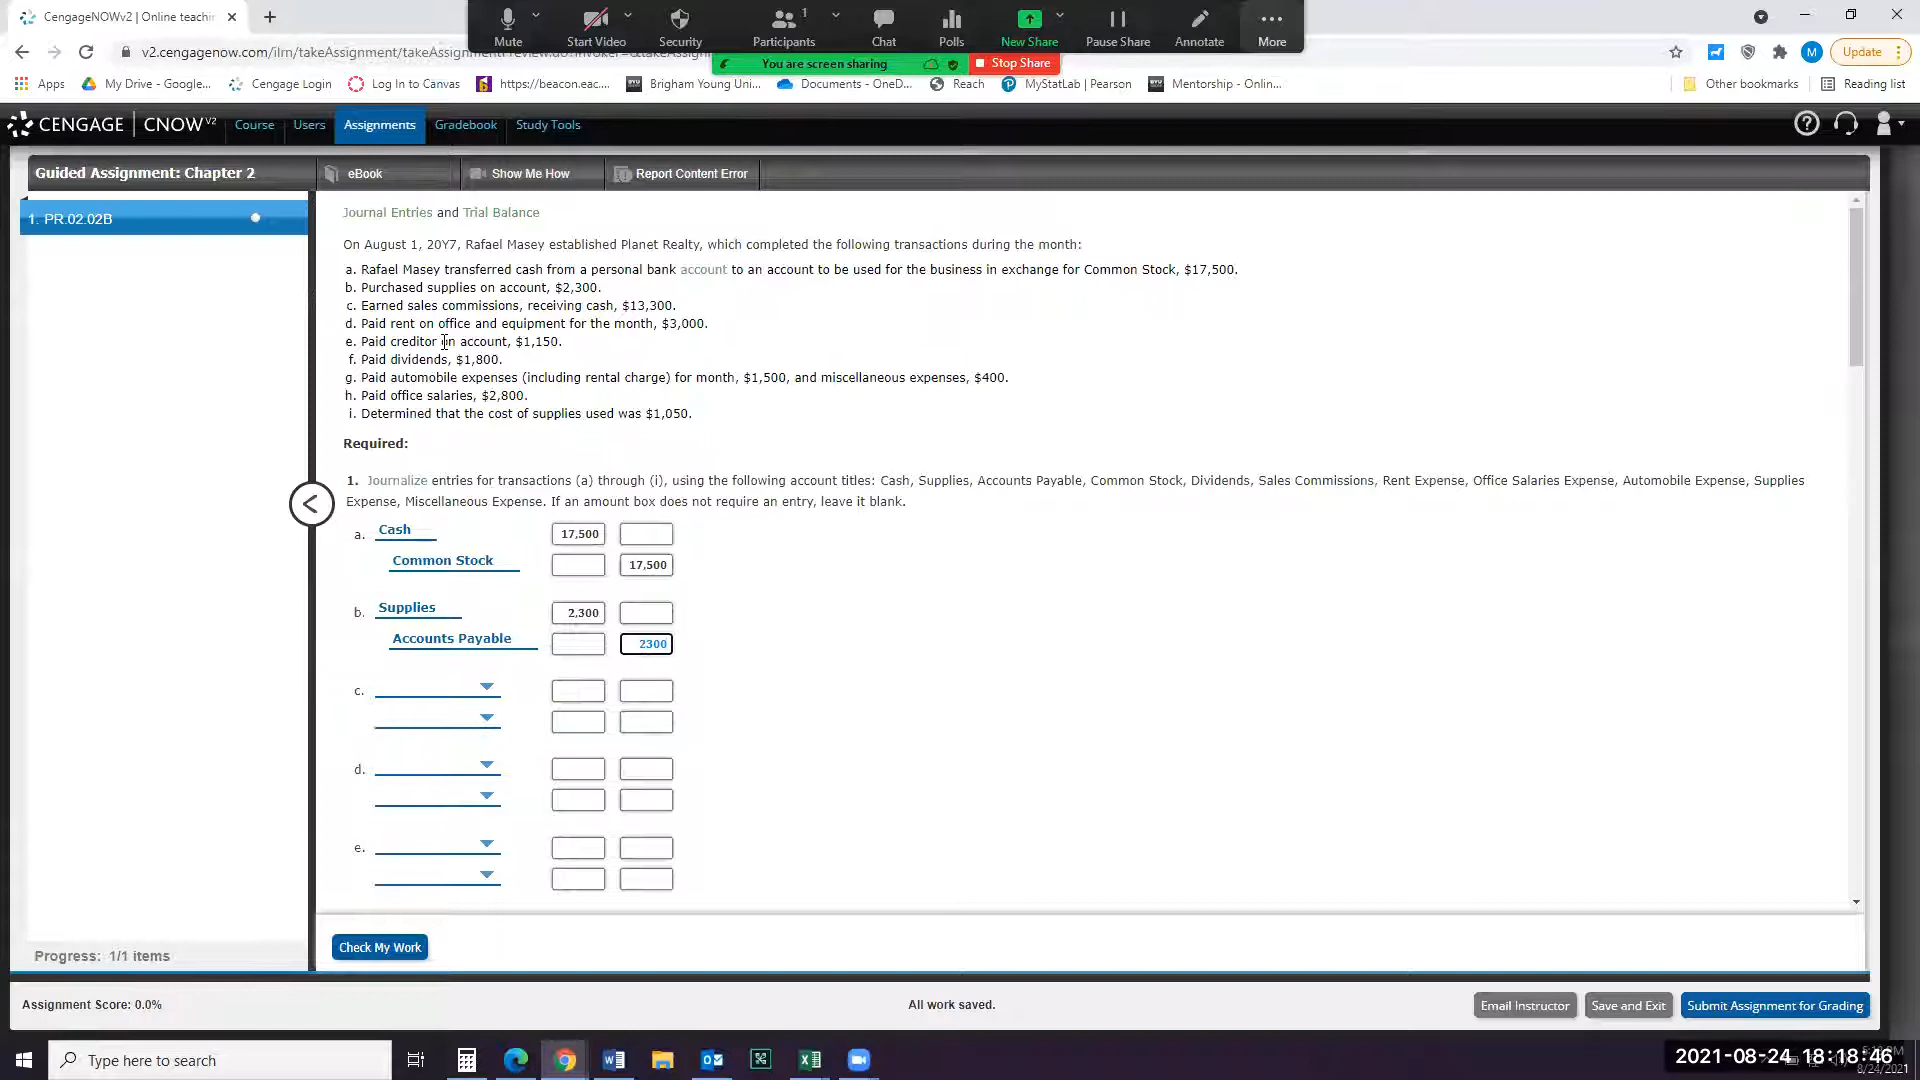 CengageNOWv2 | Online teachin
Mute
Start Video
Security
1
Participants
Chat
Polls
New Share
Pause Share
Annotate
More
v2.cengagenow.com/ilrn/takeAssignment/takeAssignment
You are screen sharing
Stop Share
M
Update
Apps
My Drive - Google...
Cengage Login
Log In to Canvas
https://beacon.eac....
Brigham Young Uni...
Documents - OneD...
Reach
MyStatLab | Pearson
Mentorship - Onlin...
Other bookmarks
Reading list
CENGAGE | CNOWv2
Course
Users
Assignments
Gradebook
Study Tools
Guided Assignment: Chapter 2
eBook
Show Me How
Report Content Error
1. PR.02.02B
Journal Entries and Trial Balance
On August 1, 20Y7, Rafael Masey established Planet Realty, which completed the following transactions during the month:
a. Rafael Masey transferred cash from a personal bank account to an account to be used for the business in exchange for Common Stock, $17,500.
b. Purchased supplies on account, $2,300.
c. Earned sales commissions, receiving cash, $13,300.
d. Paid rent on office and equipment for the month, $3,000.
e. Paid creditor on account, $1,150.
f. Paid dividends, $1,800.
g. Paid automobile expenses (including rental charge) for month, $1,500, and miscellaneous expenses, $400.
h. Paid office salaries, $2,800.
i. Determined that the cost of supplies used was $1,050.
Required:
1. Journalize entries for transactions (a) through (i), using the following account titles: Cash, Supplies, Accounts Payable, Common Stock, Dividends, Sales Commissions, Rent Expense, Office Salaries Expense, Automobile Expense, Supplies
Expense, Miscellaneous Expense. If an amount box does not require an entry, leave it blank.
a. Cash 17,500
Common Stock 17,500
b. Supplies 2,300
Accounts Payable 2300
c.
d.
e.
Check My Work
Progress: 1/1 items
Assignment Score: 0.0%
All work saved.
Email Instructor
Save and Exit
Submit Assignment for Grading
Type here to search
2021-08-24 18:18:46
8/24/2021